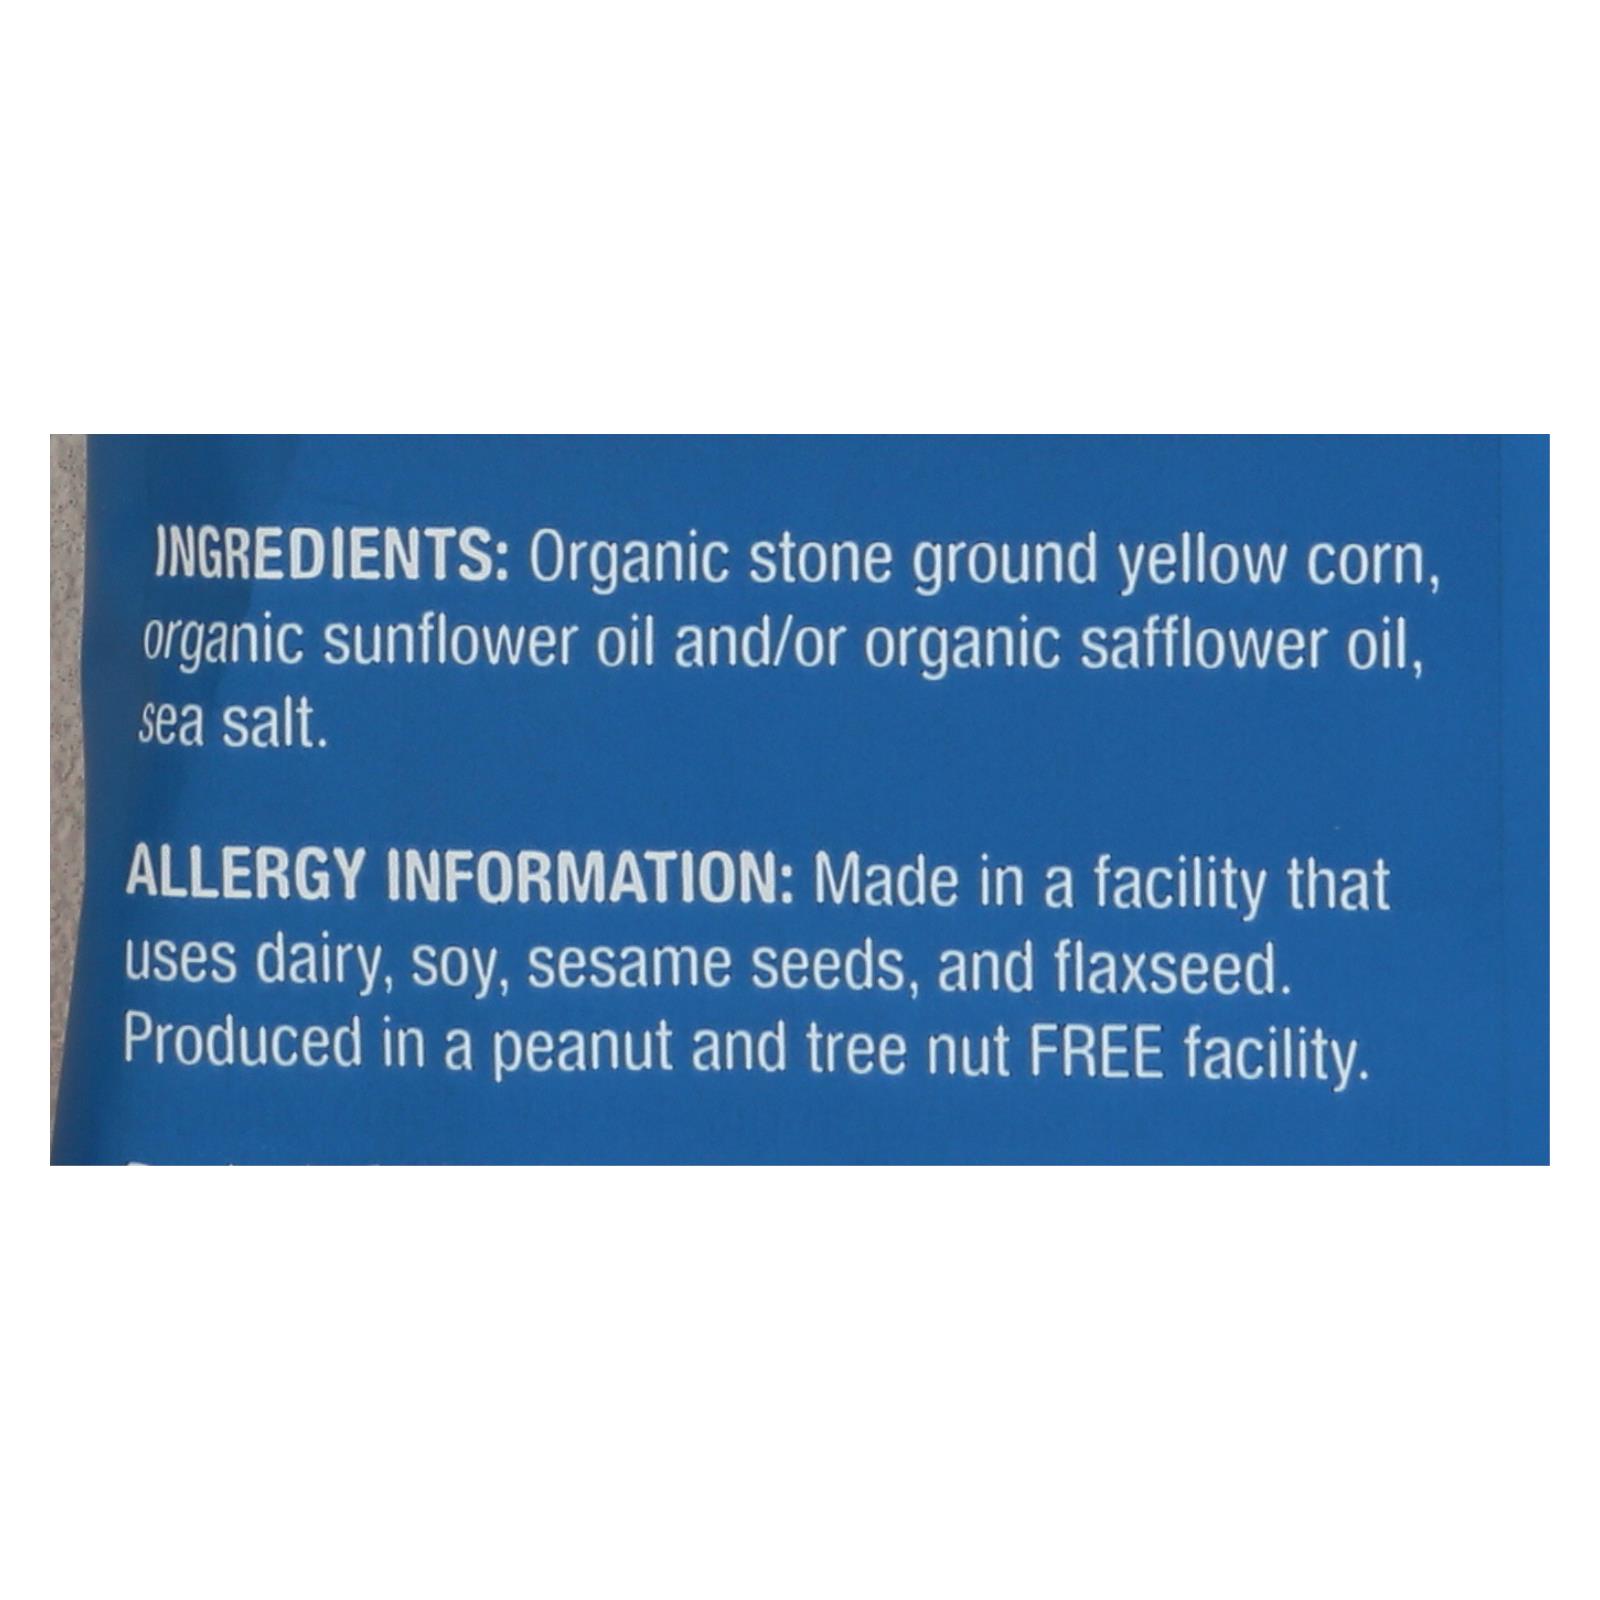 INGREDIENTS: Organic stone ground yellow corn,
organic sunflower oil and/or organic safflower oil,
sea salt.
ALLERGY INFORMATION: Made in a facility that
uses dairy, soy, sesame seeds, and flaxseed.
Produced in a peanut and tree nut FREE facility.